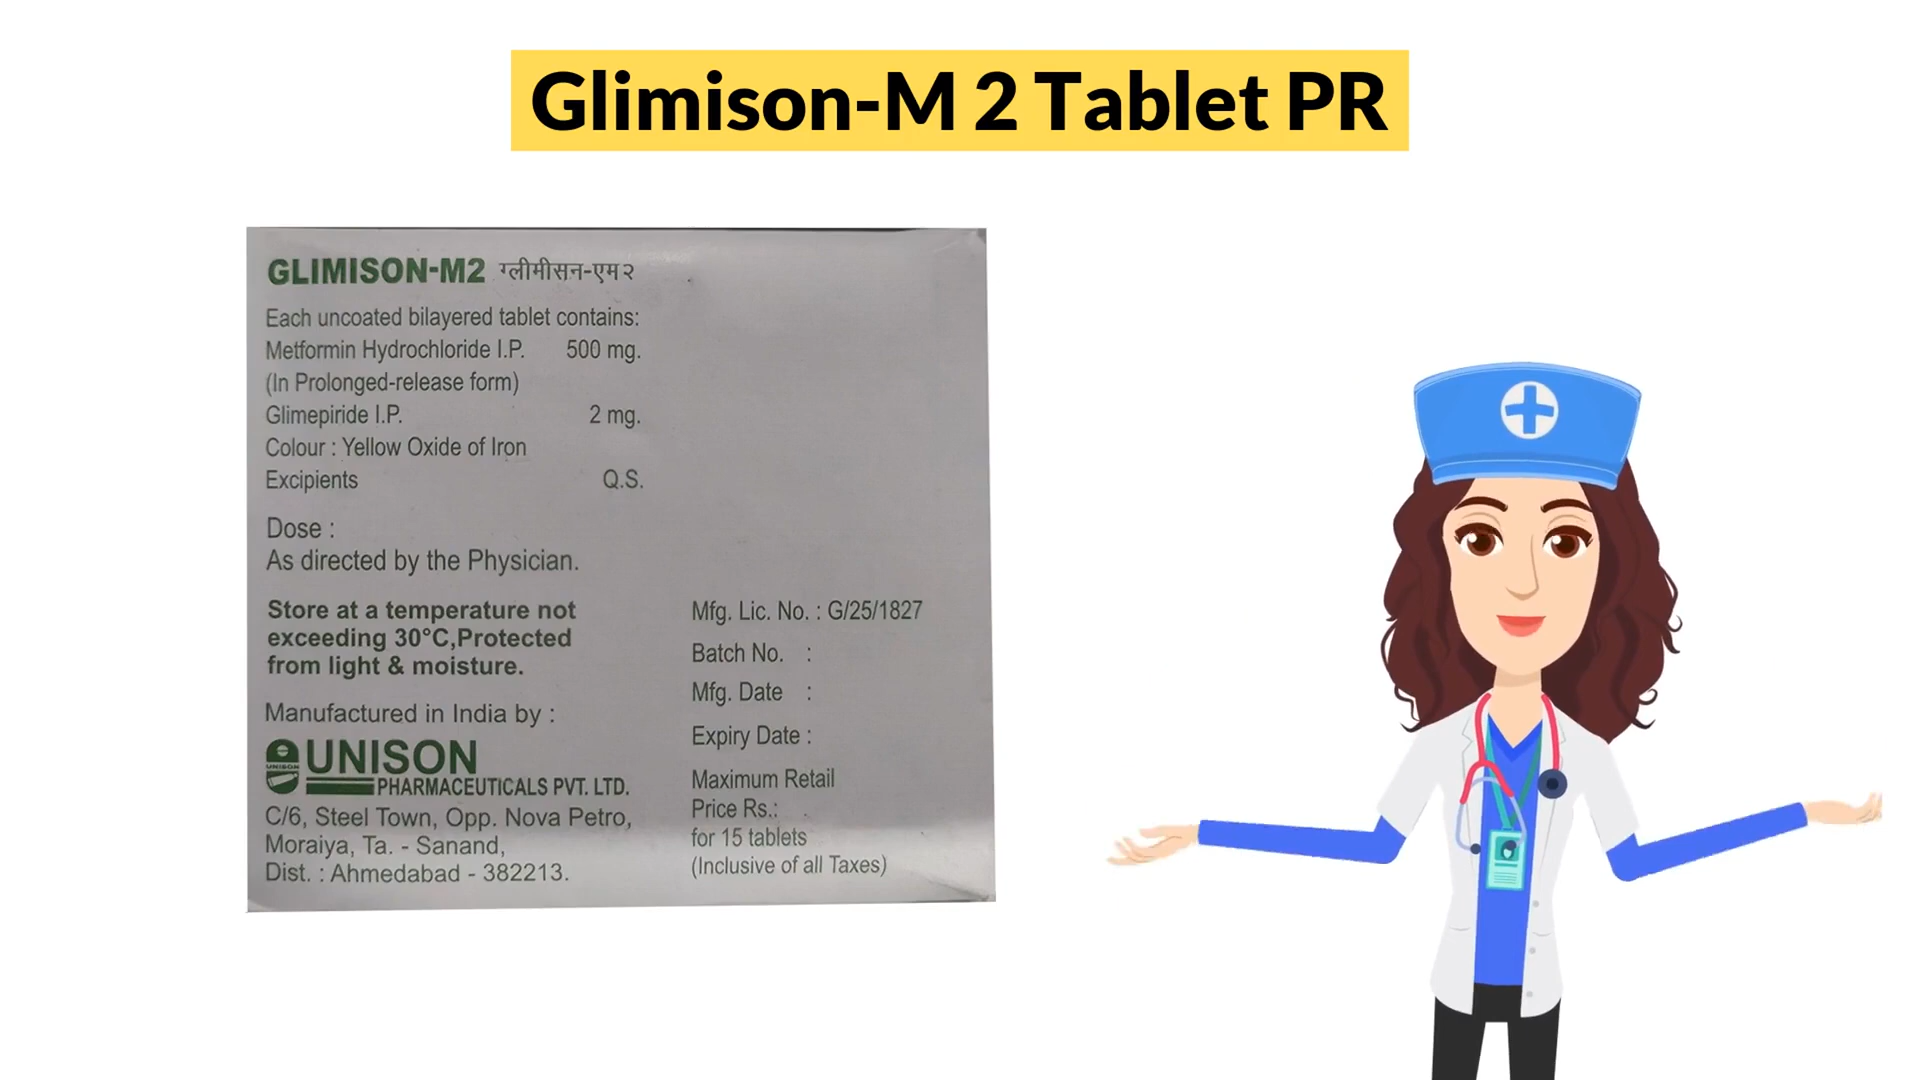 Glimison-M 2 Tablet PR
GLIMISON-M2 ग्लीमीसन-एम २
Each uncoated bilayered tablet contains:
Metformin Hydrochloride I.P. 500 mg.
(In Prolonged-release form)
Glimepiride I.P. 2 mg.
Colour : Yellow Oxide of Iron
Excipients Q.S.
Dose :
As directed by the Physician.
Store at a temperature not
exceeding 30°C,Protected
from light & moisture.
Manufactured in India by :
UNISON
UNISON
PHARMACEUTICALS PVT. LTD.
C/6, Steel Town, Opp. Nova Petro,
Moraiya, Ta. - Sanand,
Dist. : Ahmedabad - 382213.
Mfg. Lic. No. : G/25/1827
Batch No. :
Mfg. Date :
Expiry Date :
Maximum Retail
Price Rs.:
for 15 tablets
(Inclusive of all Taxes)